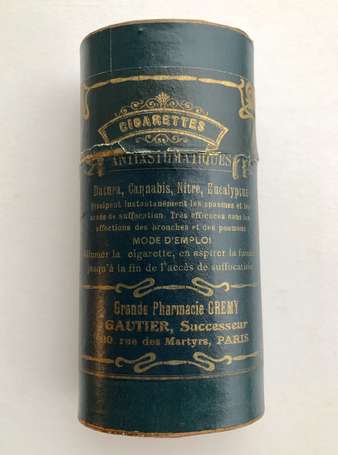 CIGARETTES
ANTIASTHMATIQUES
Datura, Cannabis, Nitre, Eucalyptus
Dissipent instantanément les spasmes et les
accès de suffocation. Très efficaces dans les
affections des bronches et des poumons
MODE D'EMPLOI
Allumer la cigarette, en aspirer la fumée
jusqu'à la fin de l'accès de suffocation
Grande Pharmacie CREMY
GAUTIER, Successeur
rue des Martyrs, PARIS